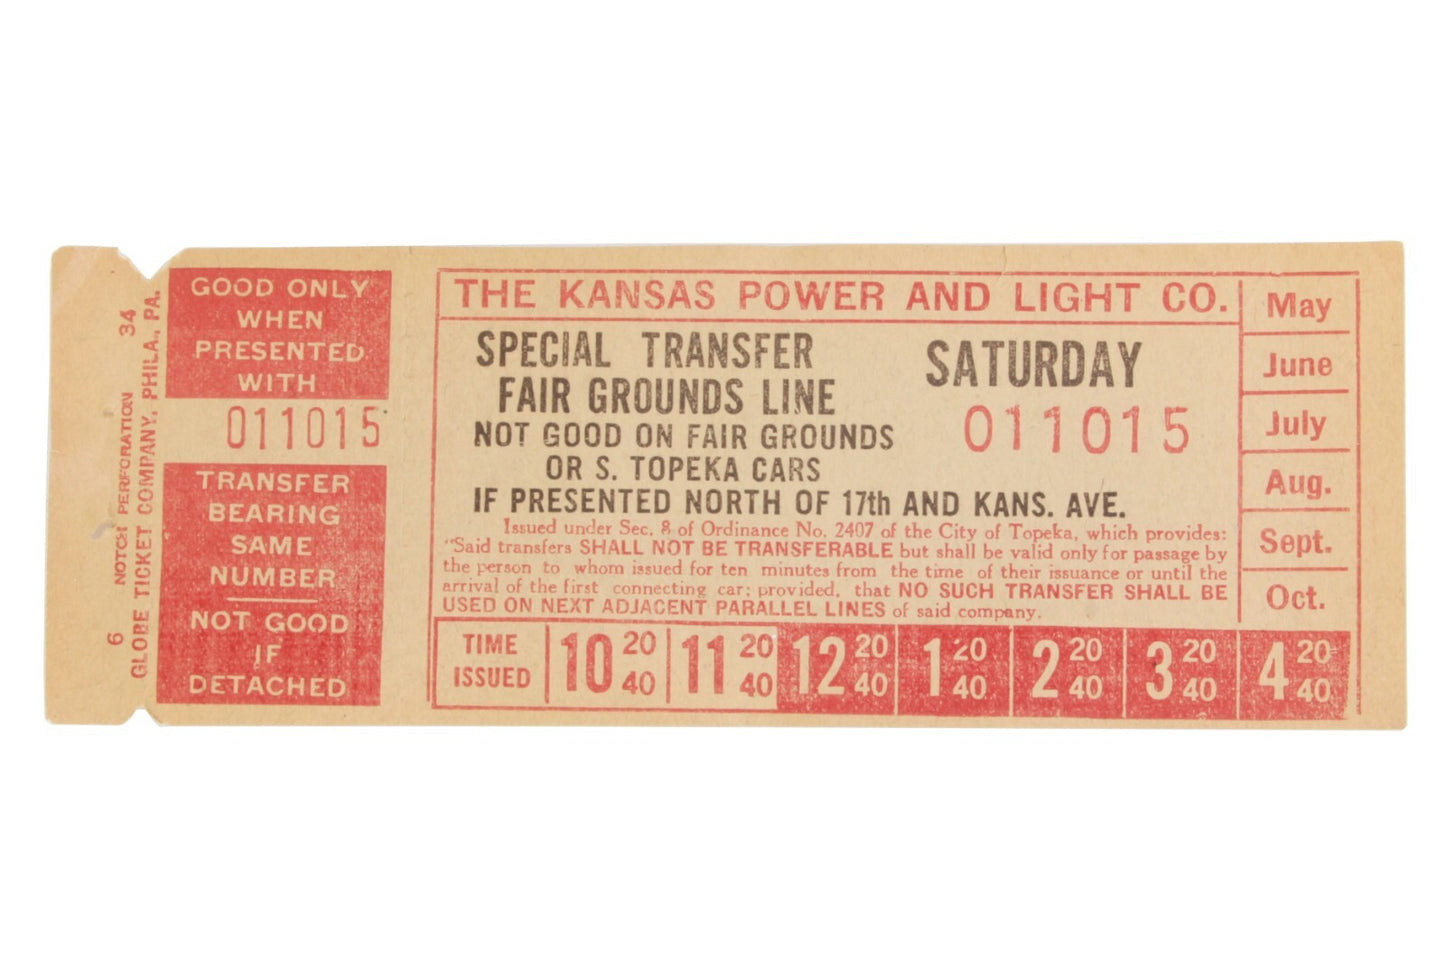 6 NOTCH PERFORATION 34
GLOBE TICKET COMPANY, PHILA., PA.
GOOD ONLY
WHEN
PRESENTED
WITH
011015
TRANSFER
BEARING
SAME
NUMBER
NOT GOOD
IF
DETACHED
THE KANSAS POWER AND LIGHT CO.
SPECIAL TRANSFER
FAIR GROUNDS LINE
NOT GOOD ON FAIR GROUNDS
OR S. TOPEKA CARS
IF PRESENTED NORTH OF 17th AND KANS. AVE.
SATURDAY
011015
Issued under Sec. 8 of Ordinance No. 2407 of the City of Topeka, which provides:
"Said transfers SHALL NOT BE TRANSFERABLE but shall be valid only for passage by
the person to whom issued for ten minutes from the time of their issuance or until the
arrival of the first connecting car; provided, that NO SUCH TRANSFER SHALL BE
USED ON NEXT ADJACENT PARALLEL LINES of said company.
May
June
July
Aug.
Sept.
Oct.
TIME
ISSUED
10 20 40
11 20 40
12 20 40
1 20 40
2 20 40
3 20 40
4 20 40